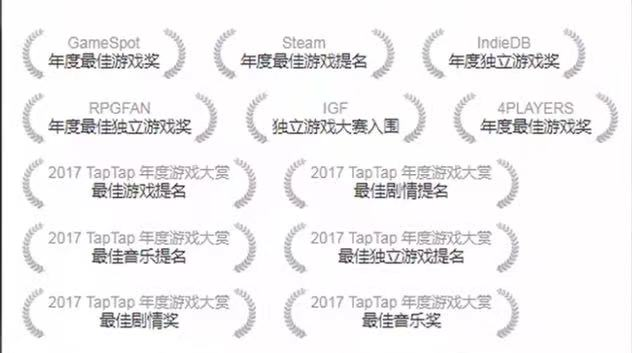 GameSpot
年度最佳游戏奖
Steam
年度最佳游戏提名
IndieDB
年度独立游戏奖
RPGFAN
年度最佳独立游戏奖
IGF
独立游戏大赛入围
4PLAYERS
年度最佳游戏奖
2017 TapTap 年度游戏大赏
最佳游戏提名
2017 TapTap 年度游戏大赏
最佳剧情提名
2017 TapTap 年度游戏大赏
最佳音乐提名
2017 TapTap 年度游戏大赏
最佳独立游戏提名
2017 TapTap 年度游戏大赏
最佳剧情奖
2017 TapTap 年度游戏大赏
最佳音乐奖